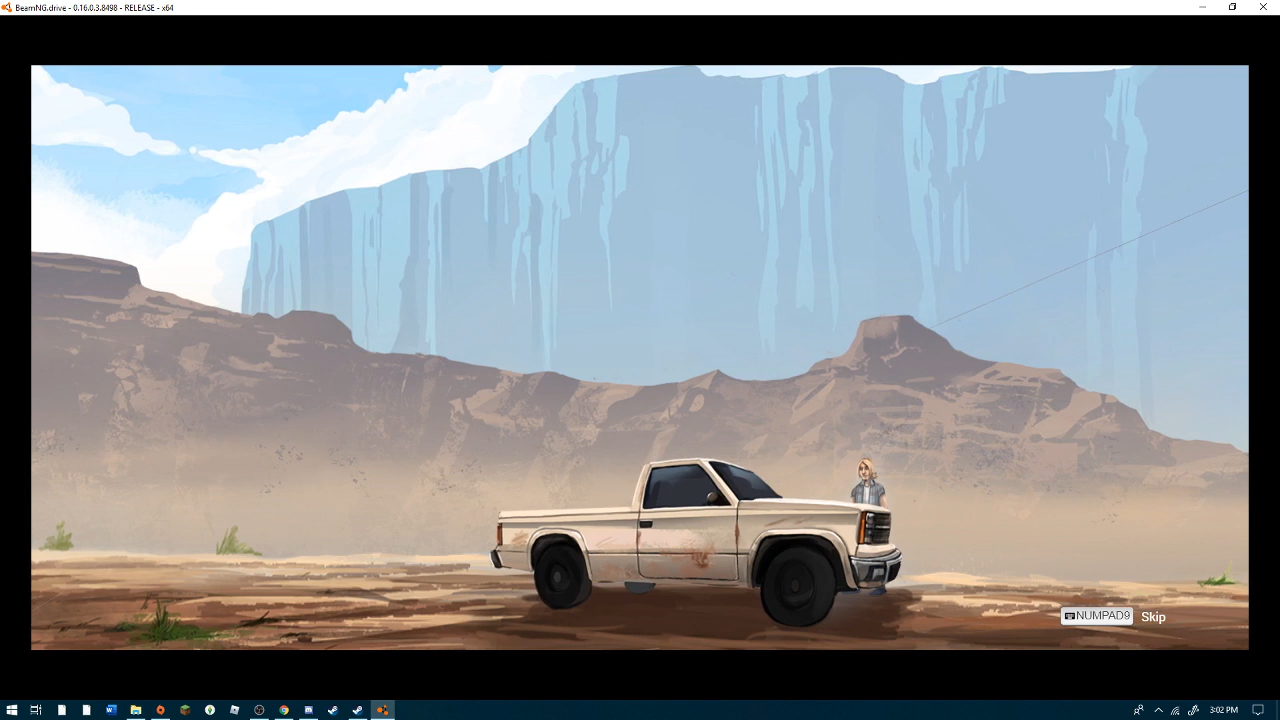 BeamNG.drive - 0.16.0.3.8498 - RELEASE - x64
NUMPAD9 Skip
3:02 PM